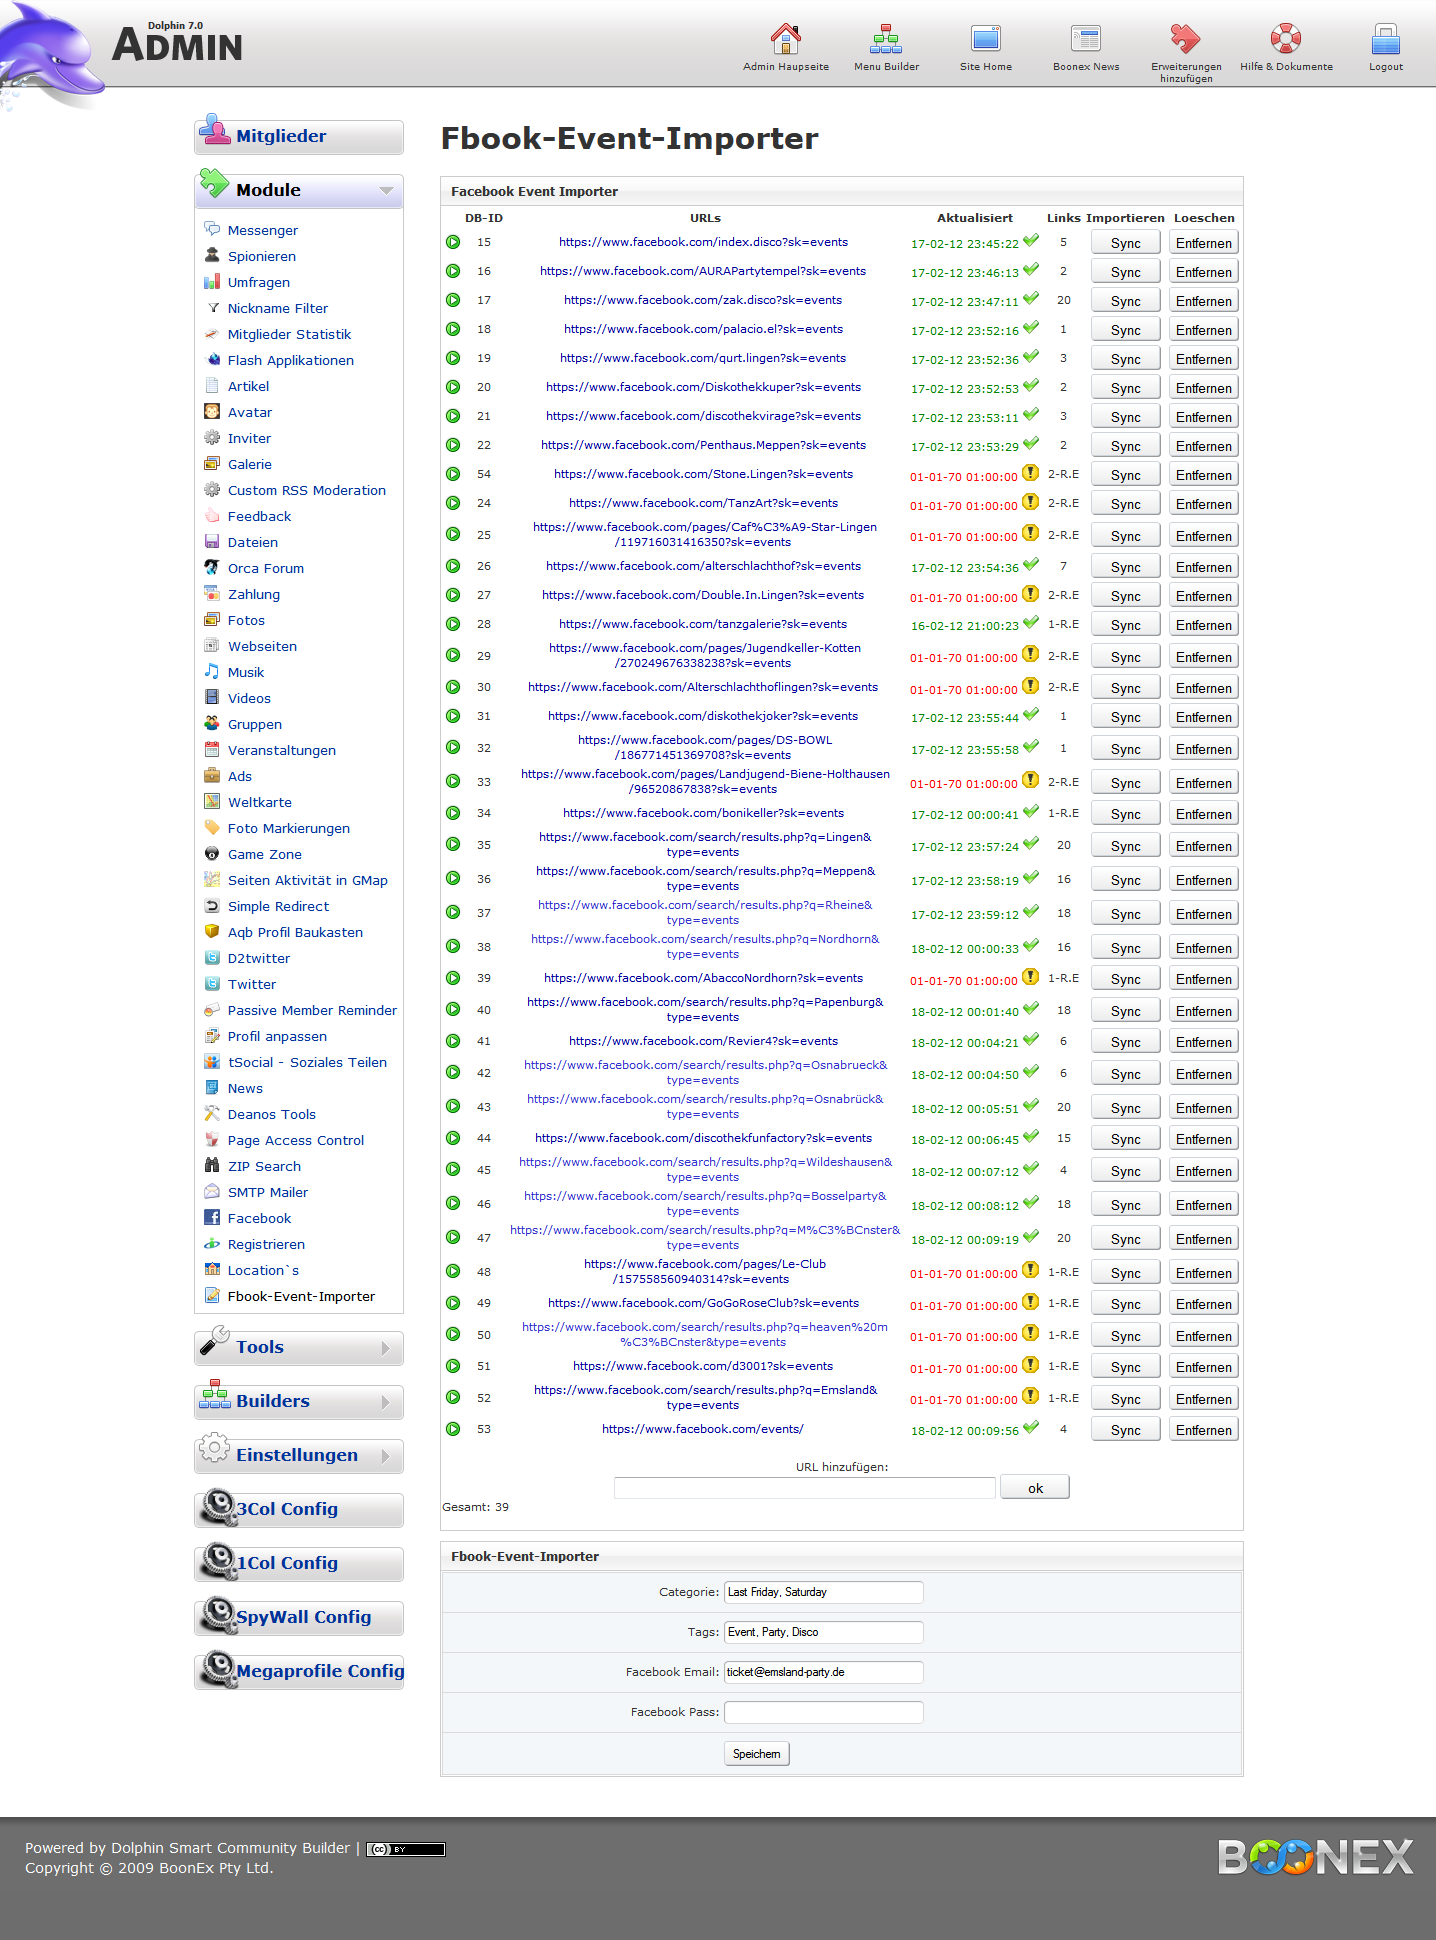 Dolphin 7.0
ADMIN
Admin Haupseite
Menu Builder
Site Home
Boonex News
Erweiterungen
hinzufügen
Hilfe & Dokumente
Logout
Mitglieder
Module
Messenger
Spionieren
Umfragen
Nickname Filter
Mitglieder Statistik
Flash Applikationen
Artikel
Avatar
Inviter
Galerie
Custom RSS Moderation
Feedback
Dateien
Orca Forum
Zahlung
Fotos
Webseiten
Musik
Videos
Gruppen
Veranstaltungen
Ads
Weltkarte
Foto Markierungen
Game Zone
Seiten Aktivität in GMap
Simple Redirect
Aqb Profil Baukasten
D2twitter
Twitter
Passive Member Reminder
Profil anpassen
tSocial - Soziales Teilen
News
Deanos Tools
Page Access Control
ZIP Search
SMTP Mailer
Facebook
Registrieren
Location`s
Fbook-Event-Importer
Tools
Builders
Einstellungen
3Col Config
1Col Config
SpyWall Config
Megaprofile Config
Fbook-Event-Importer
Facebook Event Importer
DB-ID URLs Aktualisiert Links Importieren Loeschen
15 https://www.facebook.com/index.disco?sk=events 17-02-12 23:45:22 5 Sync Entfernen
16 https://www.facebook.com/AURAPartytempel?sk=events 17-02-12 23:46:13 2 Sync Entfernen
17 https://www.facebook.com/zak.disco?sk=events 17-02-12 23:47:11 20 Sync Entfernen
18 https://www.facebook.com/palacio.el?sk=events 17-02-12 23:52:16 1 Sync Entfernen
19 https://www.facebook.com/qurt.lingen?sk=events 17-02-12 23:52:36 3 Sync Entfernen
20 https://www.facebook.com/Diskothekkuper?sk=events 17-02-12 23:52:53 2 Sync Entfernen
21 https://www.facebook.com/discothekvirage?sk=events 17-02-12 23:53:11 3 Sync Entfernen
22 https://www.facebook.com/Penthaus.Meppen?sk=events 17-02-12 23:53:29 2 Sync Entfernen
54 https://www.facebook.com/Stone.Lingen?sk=events 01-01-70 01:00:00 2-R.E Sync Entfernen
24 https://www.facebook.com/TanzArt?sk=events 01-01-70 01:00:00 2-R.E Sync Entfernen
25 https://www.facebook.com/pages/Caf%C3%A9-Star-Lingen
/119716031416350?sk=events 01-01-70 01:00:00 2-R.E Sync Entfernen
26 https://www.facebook.com/alterschlachthof?sk=events 17-02-12 23:54:36 7 Sync Entfernen
27 https://www.facebook.com/Double.In.Lingen?sk=events 01-01-70 01:00:00 2-R.E Sync Entfernen
28 https://www.facebook.com/tanzgalerie?sk=events 16-02-12 21:00:23 1-R.E Sync Entfernen
29 https://www.facebook.com/pages/Jugendkeller-Kotten
/270249676338238?sk=events 01-01-70 01:00:00 2-R.E Sync Entfernen
30 https://www.facebook.com/Alterschlachthoflingen?sk=events 01-01-70 01:00:00 2-R.E Sync Entfernen
31 https://www.facebook.com/diskothekjoker?sk=events 17-02-12 23:55:44 1 Sync Entfernen
32 https://www.facebook.com/pages/DS-BOWL
/186771451369708?sk=events 17-02-12 23:55:58 1 Sync Entfernen
33 https://www.facebook.com/pages/Landjugend-Biene-Holthausen
/96520867838?sk=events 01-01-70 01:00:00 2-R.E Sync Entfernen
34 https://www.facebook.com/bonikeller?sk=events 17-02-12 00:00:41 1-R.E Sync Entfernen
35 https://www.facebook.com/search/results.php?q=Lingen&
type=events 17-02-12 23:57:24 20 Sync Entfernen
36 https://www.facebook.com/search/results.php?q=Meppen&
type=events 17-02-12 23:58:19 16 Sync Entfernen
37 https://www.facebook.com/search/results.php?q=Rheine&
type=events 17-02-12 23:59:12 18 Sync Entfernen
38 https://www.facebook.com/search/results.php?q=Nordhorn&
type=events 18-02-12 00:00:33 16 Sync Entfernen
39 https://www.facebook.com/AbaccoNordhorn?sk=events 01-01-70 01:00:00 1-R.E Sync Entfernen
40 https://www.facebook.com/search/results.php?q=Papenburg&
type=events 18-02-12 00:01:40 18 Sync Entfernen
41 https://www.facebook.com/Revier4?sk=events 18-02-12 00:04:21 6 Sync Entfernen
42 https://www.facebook.com/search/results.php?q=Osnabrueck&
type=events 18-02-12 00:04:50 6 Sync Entfernen
43 https://www.facebook.com/search/results.php?q=Osnabrück&
type=events 18-02-12 00:05:51 20 Sync Entfernen
44 https://www.facebook.com/discothekfunfactory?sk=events 18-02-12 00:06:45 15 Sync Entfernen
45 https://www.facebook.com/search/results.php?q=Wildeshausen&
type=events 18-02-12 00:07:12 4 Sync Entfernen
46 https://www.facebook.com/search/results.php?q=Bosselparty&
type=events 18-02-12 00:08:12 18 Sync Entfernen
47 https://www.facebook.com/search/results.php?q=M%C3%BCnster&
type=events 18-02-12 00:09:19 20 Sync Entfernen
48 https://www.facebook.com/pages/Le-Club
/157558560940314?sk=events 01-01-70 01:00:00 1-R.E Sync Entfernen
49 https://www.facebook.com/GoGoRoseClub?sk=events 01-01-70 01:00:00 1-R.E Sync Entfernen
50 https://www.facebook.com/search/results.php?q=heaven%20m
%C3%BCnster&type=events 01-01-70 01:00:00 1-R.E Sync Entfernen
51 https://www.facebook.com/d3001?sk=events 01-01-70 01:00:00 1-R.E Sync Entfernen
52 https://www.facebook.com/search/results.php?q=Emsland&
type=events 01-01-70 01:00:00 1-R.E Sync Entfernen
53 https://www.facebook.com/events/ 18-02-12 00:09:56 4 Sync Entfernen
URL hinzufügen:
ok
Gesamt: 39
Fbook-Event-Importer
Categorie: Last Friday, Saturday
Tags: Event, Party, Disco
Facebook Email: ticket@emsland-party.de
Facebook Pass:
Speichern
Powered by Dolphin Smart Community Builder | (cc) BY
Copyright © 2009 BoonEx Pty Ltd.
BOONEX